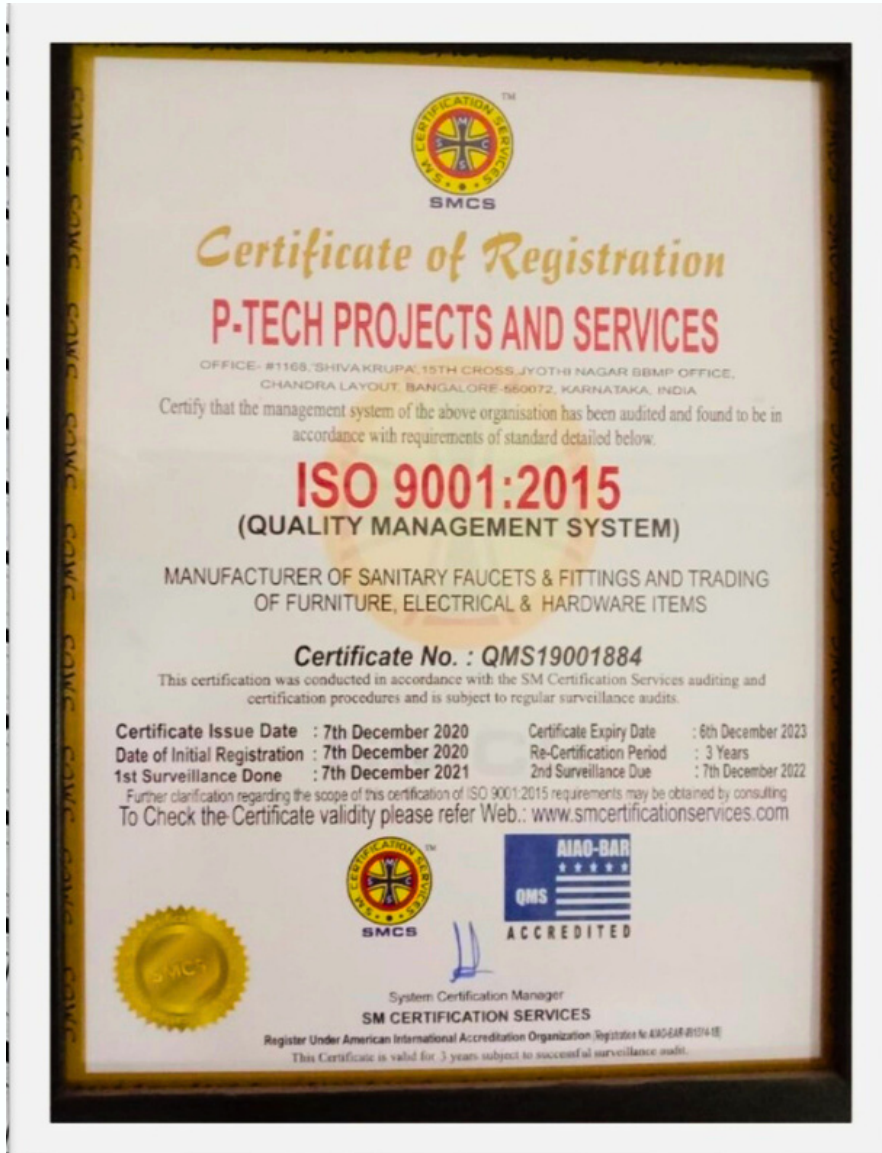 S.M. CERTIFICATION SERVICES
M
S C
S
TM
SMCS
Certificate of Registration
P-TECH PROJECTS AND SERVICES
OFFICE- #1168,'SHIVAKRUPA',15TH CROSS,JYOTHI NAGAR BBMP OFFICE,
CHANDRA LAYOUT, BANGALORE-560072, KARNATAKA, INDIA
Certify that the management system of the above organisation has been audited and found to be in
accordance with requirements of standard detailed below.
ISO 9001:2015
(QUALITY MANAGEMENT SYSTEM)
MANUFACTURER OF SANITARY FAUCETS & FITTINGS AND TRADING
OF FURNITURE, ELECTRICAL & HARDWARE ITEMS
Certificate No. : QMS19001884
This certification was conducted in accordance with the SM Certification Services auditing and
certification procedures and is subject to regular surveillance audits.
Certificate Issue Date : 7th December 2020 Certificate Expiry Date : 6th December 2023
Date of Initial Registration : 7th December 2020 Re-Certification Period : 3 Years
1st Surveillance Done : 7th December 2021 2nd Surveillance Due : 7th December 2022
Further clarification regarding the scope of this certification of ISO 9001:2015 requirements may be obtained by consulting
To Check the Certificate validity please refer Web.: www.smcertificationservices.com
S.M. CERTIFICATION SERVICES
TM
SMCS
AIAO-BAR
QMS
ACCREDITED
SMCS
System Certification Manager
SM CERTIFICATION SERVICES
Register Under American International Accreditation Organization
This Certificate is valid for 3 years subject to successful surveillance audit.